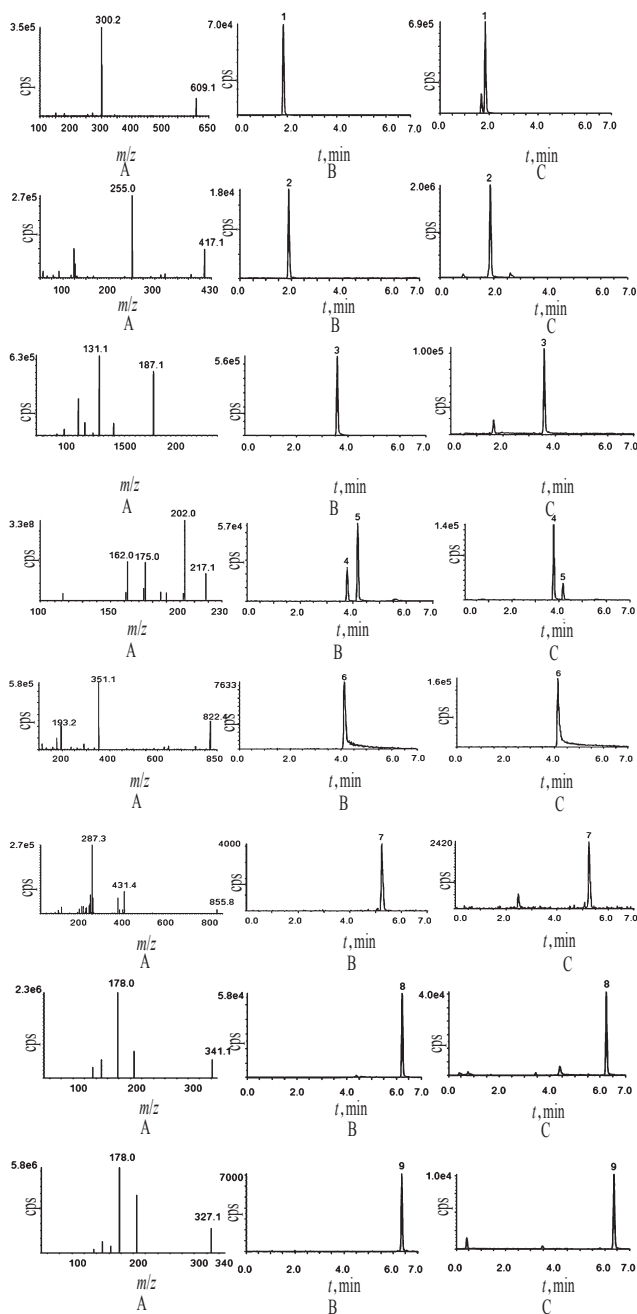 3.5e5 300.2 609.1 cps
100 200 300 400 500 650
m/z
A
7.0e4 1 cps
0.0 2.0 4.0 6.0 7.0
t,min
B
6.9e5 1 cps
0.0 2.0 4.0 6.0 7.0
t,min
C
2.7e5 255.0 417.1 cps
100 200 300 430
m/z
A
1.8e4 2 cps
0.0 2.0 4.0 6.0 7.0
t,min
B
2.0e6 2 cps
0.0 2.0 4.0 6.0 7.0
t,min
C
6.3e5 131.1 187.1 cps
100 1500 200
m/z
A
5.6e5 3 cps
0.0 2.0 4.0 6.0 7.0
t,min
B
1.00e5 3 cps
0.0 2.0 4.0 6.0 7.0
t,min
C
3.3e8 202.0 162.0 175.0 217.1 cps
100 150 200 230
m/z
A
5.7e4 4 5 cps
0.0 2.0 4.0 6.0 7.0
t,min
B
1.4e5 4 5 cps
0.0 2.0 4.0 6.0 7.0
t,min
C
5.8e5 351.1 193.2 822.4 cps
200 400 600 850
m/z
A
7633 6 cps
0.0 2.0 4.0 6.0 7.0
t,min
B
1.6e5 6 cps
0.0 2.0 4.0 6.0 7.0
t,min
C
2.7e5 287.3 431.4 855.8 cps
200 400 600 800
m/z
A
4000 7 cps
0.0 2.0 4.0 6.0 7.0
t,min
B
2420 7 cps
0.0 2.0 4.0 6.0 7.0
t,min
C
2.3e6 178.0 341.1 cps
100 200 300
m/z
A
5.8e4 8 cps
0.0 2.0 4.0 6.0 7.0
t,min
B
4.0e4 8 cps
0.0 2.0 4.0 6.0 7.0
t,min
C
5.8e6 178.0 327.1 cps
100 200 300 340
m/z
A
7000 9 cps
0.0 2.0 4.0 6.0 7.0
t,min
B
1.0e4 9 cps
0.0 2.0 4.0 6.0 7.0
t,min
C